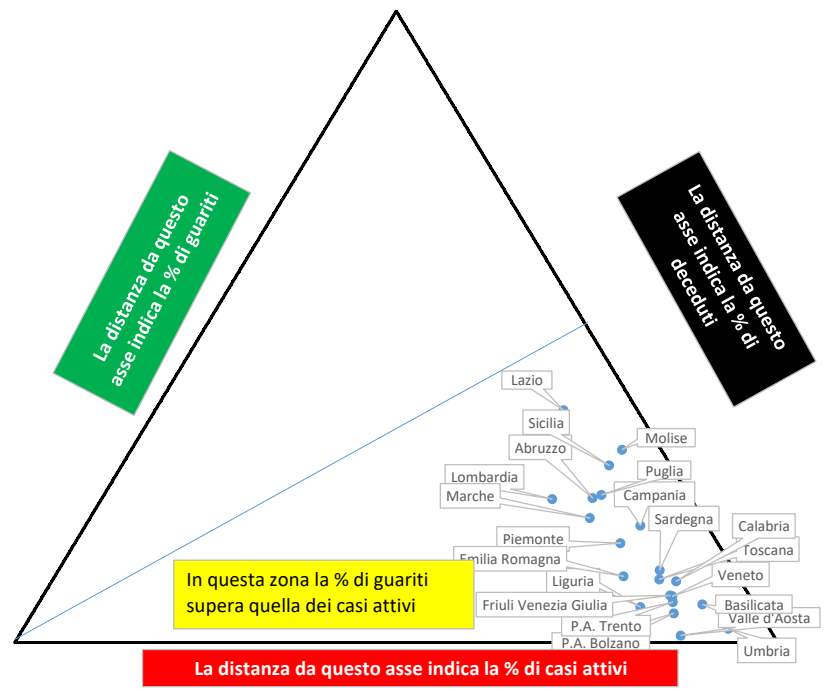 La distanza da questo
asse indica la % di guariti
La distanza da questo
asse indica la % di
deceduti
Lazio
Sicilia
Molise
Abruzzo
Puglia
Lombardia
Marche
Campania
Sardegna
Calabria
Piemonte
Toscana
Emilia Romagna
Veneto
Liguria
In questa zona la % di guariti
supera quella dei casi attivi
Friuli Venezia Giulia
Basilicata
Valle d'Aosta
P.A. Trento
P.A. Bolzano
Umbria
La distanza da questo asse indica la % di casi attivi